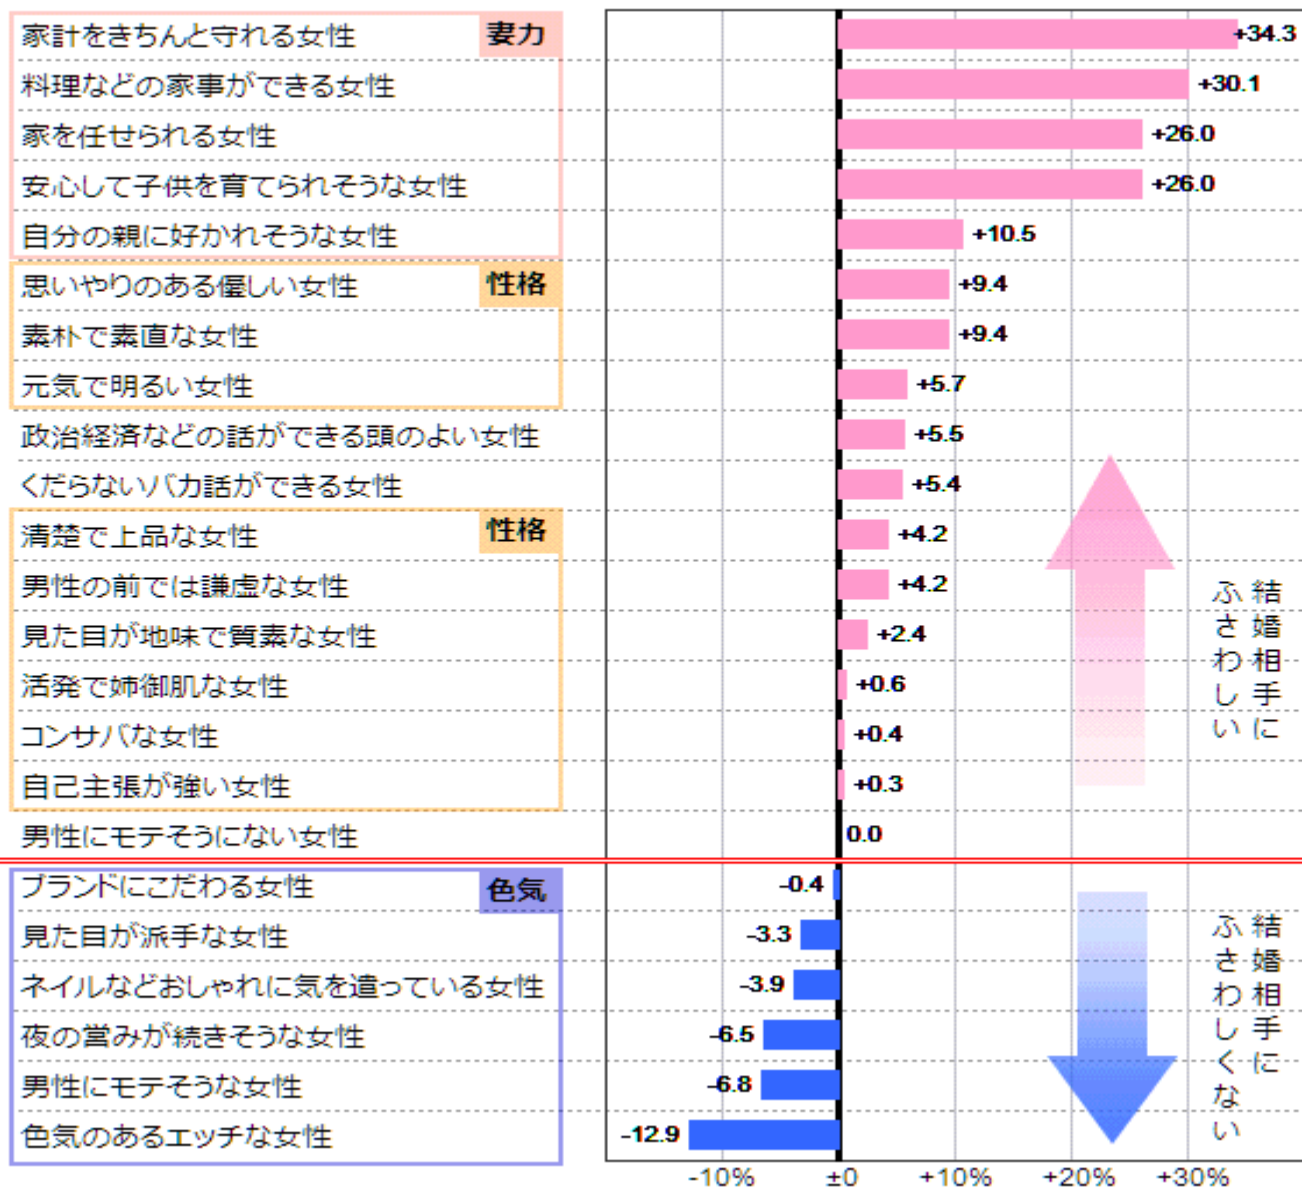 家計をきちんと守れる女性 妻力 +34.3
料理などの家事ができる女性 +30.1
家を任せられる女性 +26.0
安心して子供を育てられそうな女性 +26.0
自分の親に好かれそうな女性 +10.5
思いやりのある優しい女性 性格 +9.4
素朴で素直な女性 +9.4
元気で明るい女性 +5.7
政治経済などの話ができる頭のよい女性 +5.5
くだらないバカ話ができる女性 +5.4
清楚で上品な女性 性格 +4.2
男性の前では謙虚な女性 +4.2
見た目が地味で質素な女性 +2.4
活発で姉御肌な女性 +0.6
コンサバな女性 +0.4
自己主張が強い女性 +0.3
男性にモテそうにない女性 0.0
結婚相手に
ふさわしい
ブランドにこだわる女性 色気 -0.4
見た目が派手な女性 -3.3
ネイルなどおしゃれに気を遣っている女性 -3.9
夜の営みが続きそうな女性 -6.5
男性にモテそうな女性 -6.8
色気のあるエッチな女性 -12.9
結婚相手に
ふさわしくない
-10% ±0 +10% +20% +30%